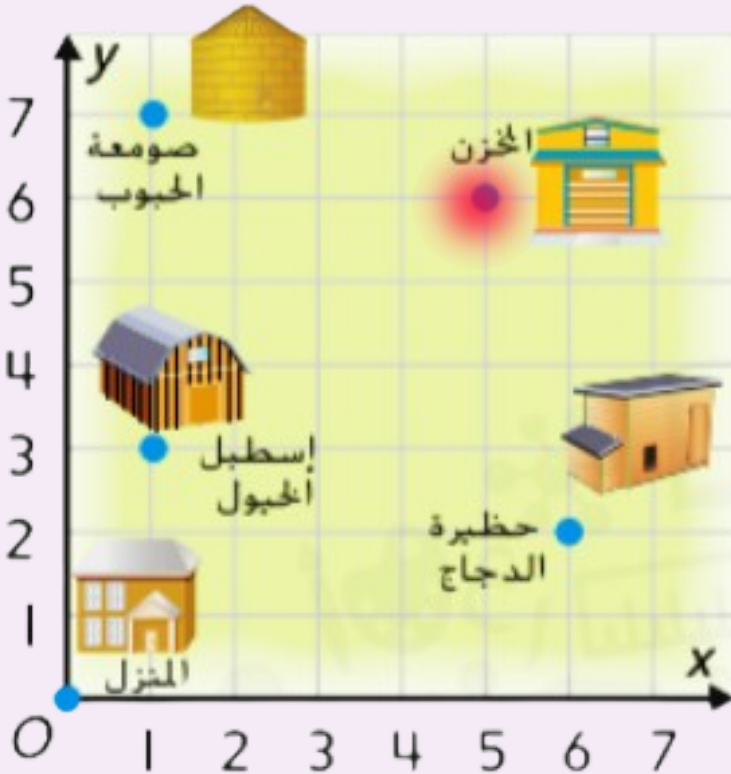 y
7
صومعة
الحبوب
المخزن
6
5
4
3
إسطبل
الخيول
2
حظيرة
الدجاج
1
المنزل
x
O 1 2 3 4 5 6 7